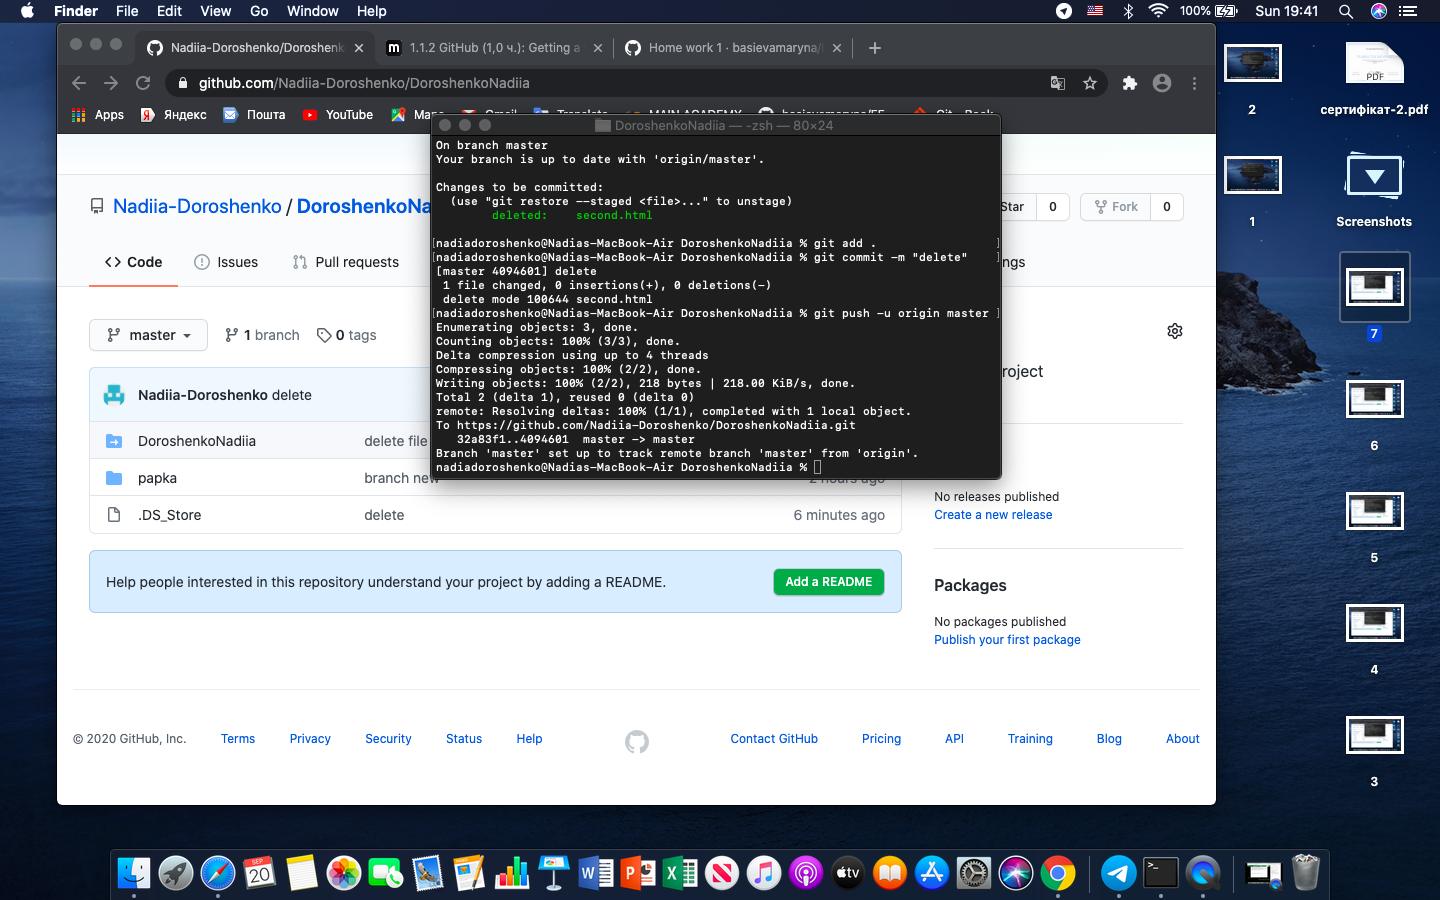 Finder File Edit View Go Window Help 100% Sun 19:41
Nadiia-Doroshenko/Doroshenk 1.1.2 GitHub (1,0 ч.): Getting a Home work 1 · basievamaryna/
github.com/Nadiia-Doroshenko/DoroshenkoNadiia
Apps Яндекс Пошта YouTube
DoroshenkoNadiia — -zsh — 80×24
On branch master
Your branch is up to date with 'origin/master'.
Changes to be committed:
(use "git restore --staged <file>..." to unstage)
deleted: second.html
[nadiadoroshenko@Nadias-MacBook-Air DoroshenkoNadiia % git add . ]
[nadiadoroshenko@Nadias-MacBook-Air DoroshenkoNadiia % git commit -m "delete" ]
[master 4094601] delete
1 file changed, 0 insertions(+), 0 deletions(-)
delete mode 100644 second.html
[nadiadoroshenko@Nadias-MacBook-Air DoroshenkoNadiia % git push -u origin master ]
Enumerating objects: 3, done.
Counting objects: 100% (3/3), done.
Delta compression using up to 4 threads
Compressing objects: 100% (2/2), done.
Writing objects: 100% (2/2), 218 bytes | 218.00 KiB/s, done.
Total 2 (delta 1), reused 0 (delta 0)
remote: Resolving deltas: 100% (1/1), completed with 1 local object.
To https://github.com/Nadiia-Doroshenko/DoroshenkoNadiia.git
32a83f1..4094601 master -> master
Branch 'master' set up to track remote branch 'master' from 'origin'.
nadiadoroshenko@Nadias-MacBook-Air DoroshenkoNadiia %
Nadiia-Doroshenko / DoroshenkoNa
Star 0 Fork 0
Code Issues Pull requests ngs
master 1 branch 0 tags
roject
Nadiia-Doroshenko delete
DoroshenkoNadiia delete file
papka branch new 2 hours ago
.DS_Store delete 6 minutes ago
Help people interested in this repository understand your project by adding a README. Add a README
No releases published
Create a new release
Packages
No packages published
Publish your first package
© 2020 GitHub, Inc. Terms Privacy Security Status Help Contact GitHub Pricing API Training Blog About
PDF
2 сертифікат-2.pdf
1 Screenshots
7
6
5
4
3
SEP
20
tv